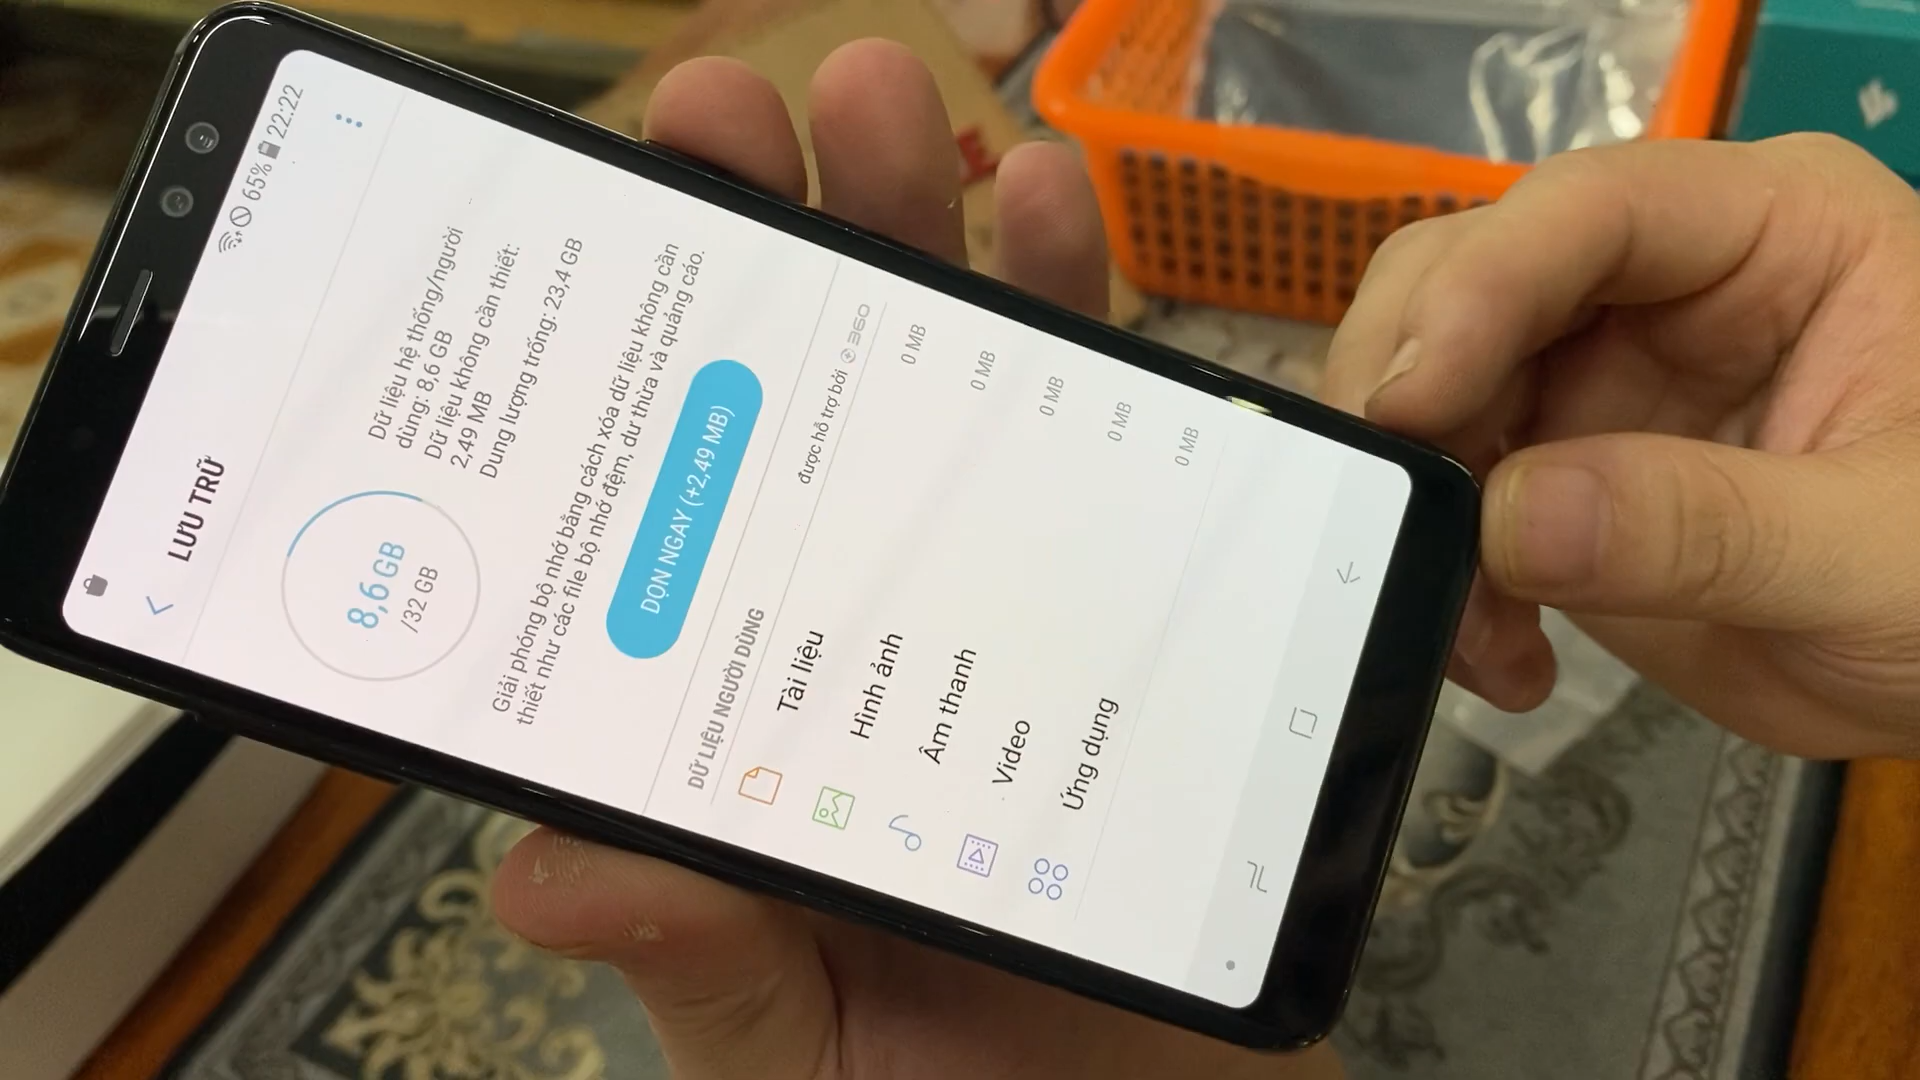 65% 22:22
LƯU TRỮ
8,6 GB
/32 GB
Dữ liệu hệ thống/người
dùng: 8,6 GB
Dữ liệu không cần thiết:
2,49 MB
Dung lượng trống: 23,4 GB
Giải phóng bộ nhớ bằng cách xóa dữ liệu không cần
thiết như các file bộ nhớ đệm, dư thừa và quảng cáo.
DỌN NGAY (+2,49 MB)
DỮ LIỆU NGƯỜI DÙNG
được hỗ trợ bởi 360
Tài liệu 0 MB
Hình ảnh 0 MB
Âm thanh 0 MB
Video 0 MB
Ứng dụng 0 MB